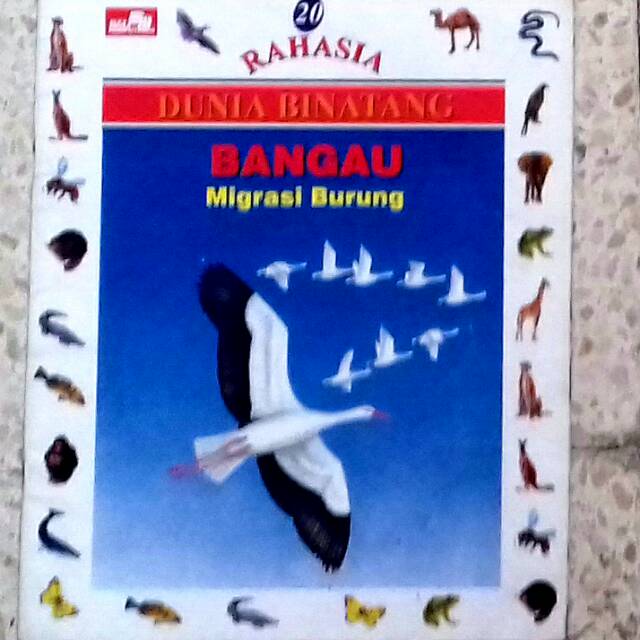 20
RAHASIA
DUNIA BINATANG
BANGAU
Migrasi Burung